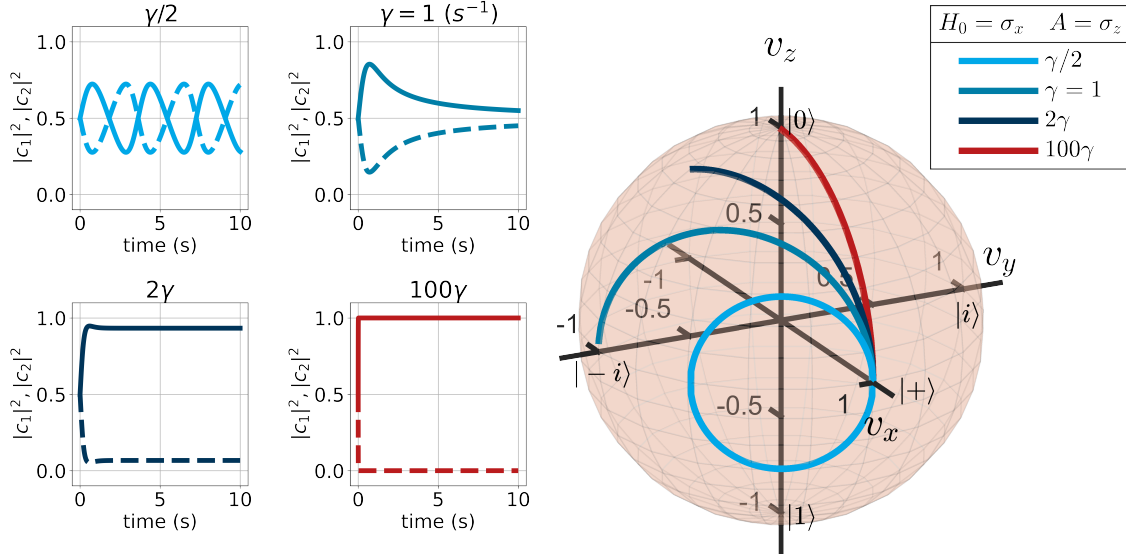 γ/2
1.0
0.5
0.0
|c₁|², |c₂|²
0
5
10
time (s)
γ = 1 (s⁻¹)
1.0
0.5
0.0
|c₁|², |c₂|²
0
5
10
time (s)
2γ
1.0
0.5
0.0
|c₁|², |c₂|²
0
5
10
time (s)
100γ
1.0
0.5
0.0
|c₁|², |c₂|²
0
5
10
time (s)
v_z
1
|0⟩
0.5
-0.5
-1
|1⟩
v_y
1
0.5
-0.5
-1
|i⟩
|−i⟩
-1
1
|+⟩
v_x
H₀ = σₓ A = σ_z
γ/2
γ = 1
2γ
100γ